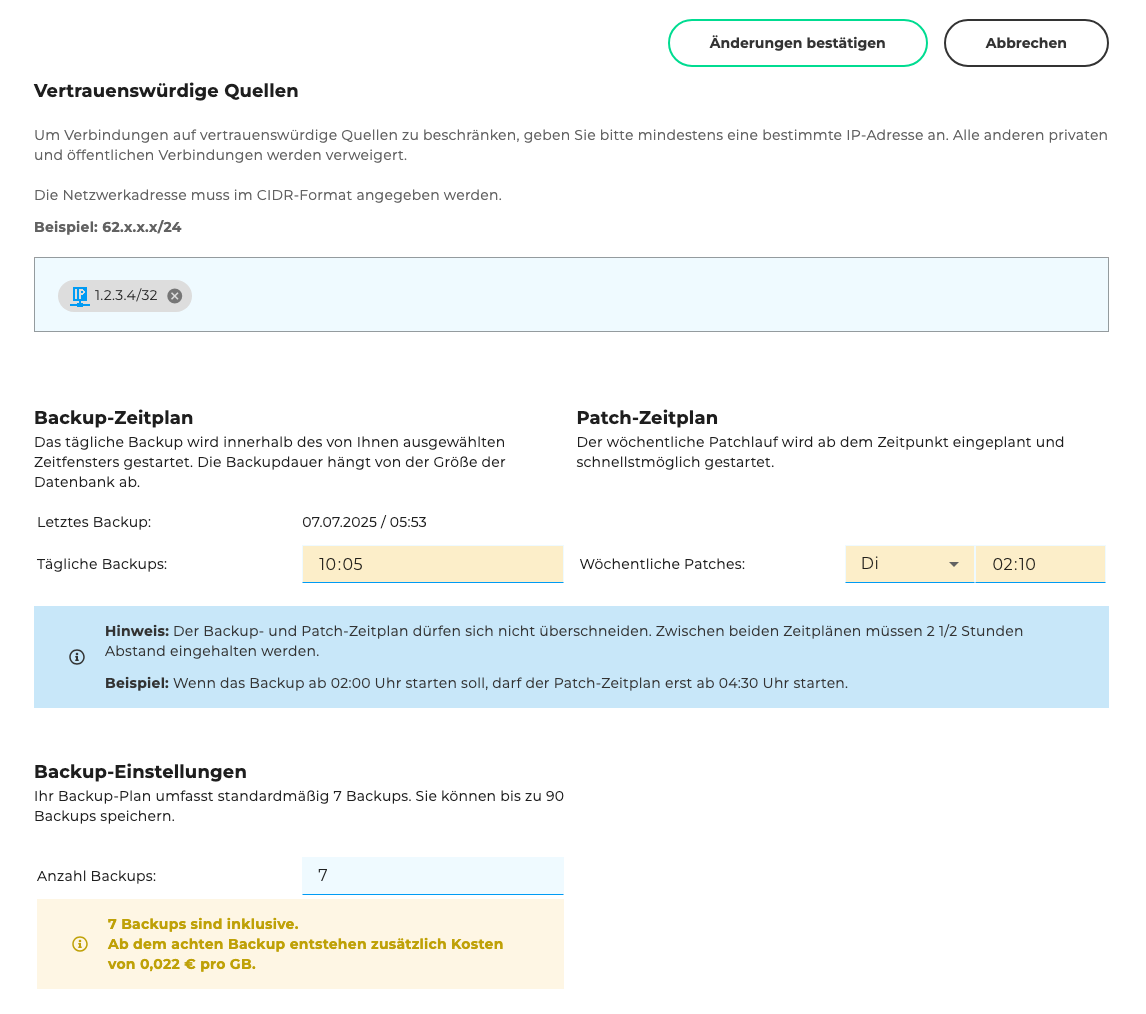 Änderungen bestätigen
Abbrechen
Vertrauenswürdige Quellen
Um Verbindungen auf vertrauenswürdige Quellen zu beschränken, geben Sie bitte mindestens eine bestimmte IP-Adresse an. Alle anderen privaten
und öffentlichen Verbindungen werden verweigert.
Die Netzwerkadresse muss im CIDR-Format angegeben werden.
Beispiel: 62.x.x.x/24
IP 1.2.3.4/32
Backup-Zeitplan
Das tägliche Backup wird innerhalb des von Ihnen ausgewählten
Zeitfensters gestartet. Die Backupdauer hängt von der Größe der
Datenbank ab.
Letztes Backup: 07.07.2025 / 05:53
Tägliche Backups: 10:05
Patch-Zeitplan
Der wöchentliche Patchlauf wird ab dem Zeitpunkt eingeplant und
schnellstmöglich gestartet.
Wöchentliche Patches: Di 02:10
Hinweis: Der Backup- und Patch-Zeitplan dürfen sich nicht überschneiden. Zwischen beiden Zeitplänen müssen 2 1/2 Stunden
Abstand eingehalten werden.
Beispiel: Wenn das Backup ab 02:00 Uhr starten soll, darf der Patch-Zeitplan erst ab 04:30 Uhr starten.
Backup-Einstellungen
Ihr Backup-Plan umfasst standardmäßig 7 Backups. Sie können bis zu 90
Backups speichern.
Anzahl Backups: 7
7 Backups sind inklusive.
Ab dem achten Backup entstehen zusätzlich Kosten
von 0,022 € pro GB.